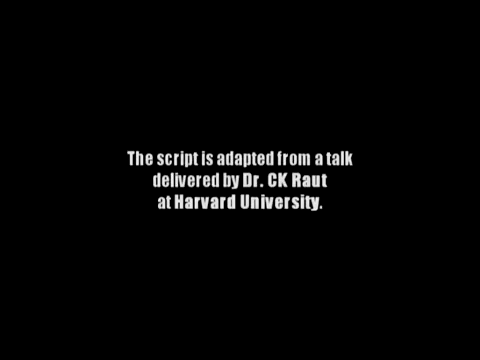 The script is adapted from a talk
delivered by Dr. CK Raut
at Harvard University.